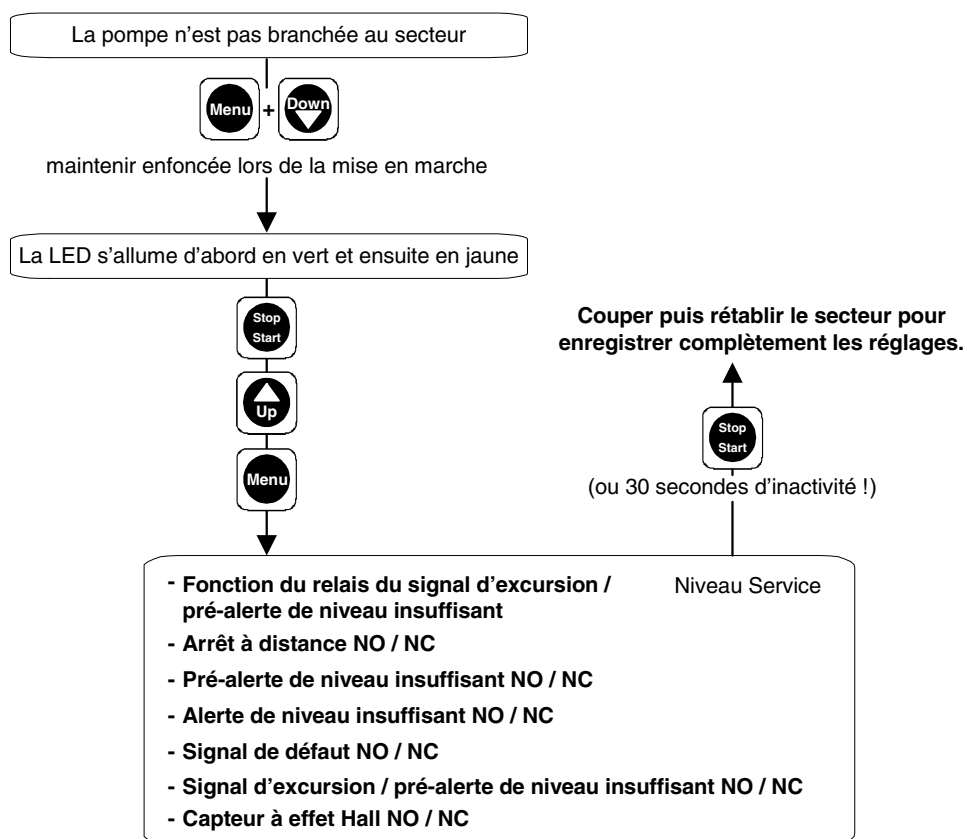 La pompe n'est pas branchée au secteur
Menu + Down
maintenir enfoncée lors de la mise en marche
La LED s'allume d'abord en vert et ensuite en jaune
Stop
Start
Up
Menu
Couper puis rétablir le secteur pour
enregistrer complètement les réglages.
Stop
Start
(ou 30 secondes d'inactivité !)
Niveau Service
- Fonction du relais du signal d'excursion /
pré-alerte de niveau insuffisant
- Arrêt à distance NO / NC
- Pré-alerte de niveau insuffisant NO / NC
- Alerte de niveau insuffisant NO / NC
- Signal de défaut NO / NC
- Signal d'excursion / pré-alerte de niveau insuffisant NO / NC
- Capteur à effet Hall NO / NC